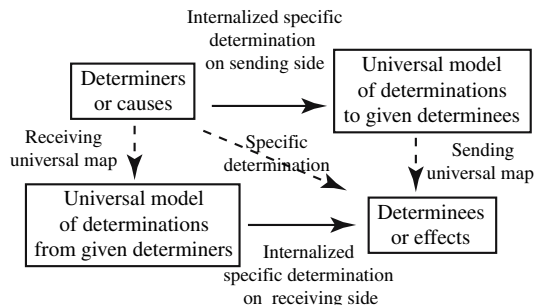 Internalized specific
determination
on sending side
Determiners
or causes
Universal model
of determinations
to given determinees
Receiving
universal map
Specific
determination
Sending
universal map
Universal model
of determinations
from given determiners
Determinees
or effects
Internalized
specific determination
on receiving side